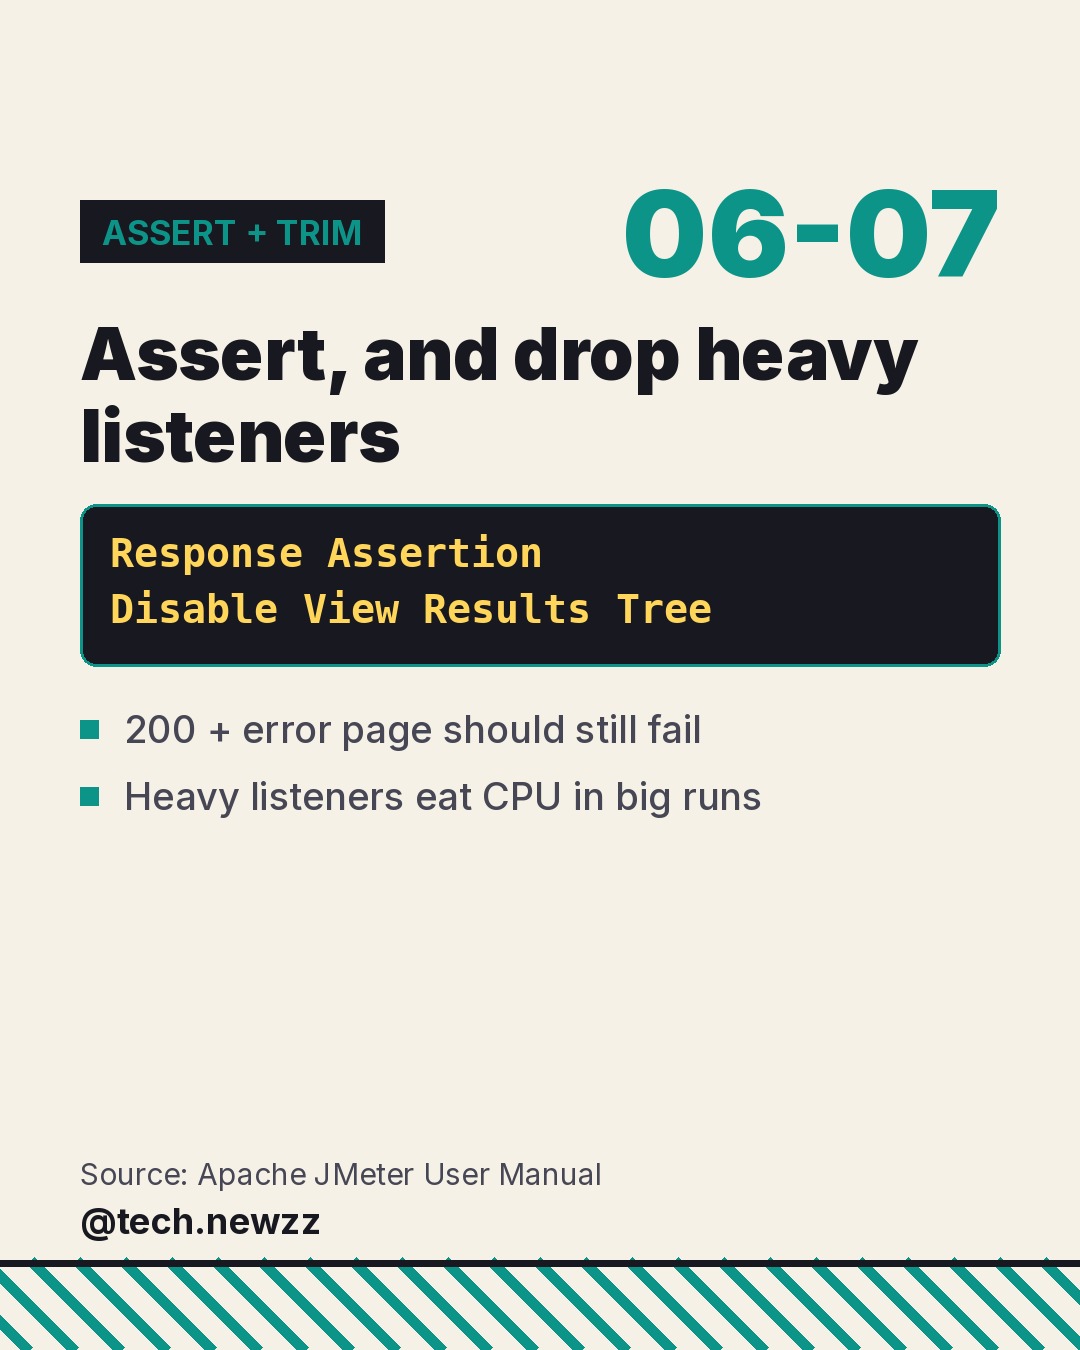 ASSERT + TRIM
06-07
Assert, and drop heavy
listeners
Response Assertion
Disable View Results Tree
200 + error page should still fail
Heavy listeners eat CPU in big runs
Source: Apache JMeter User Manual
@tech.newzz